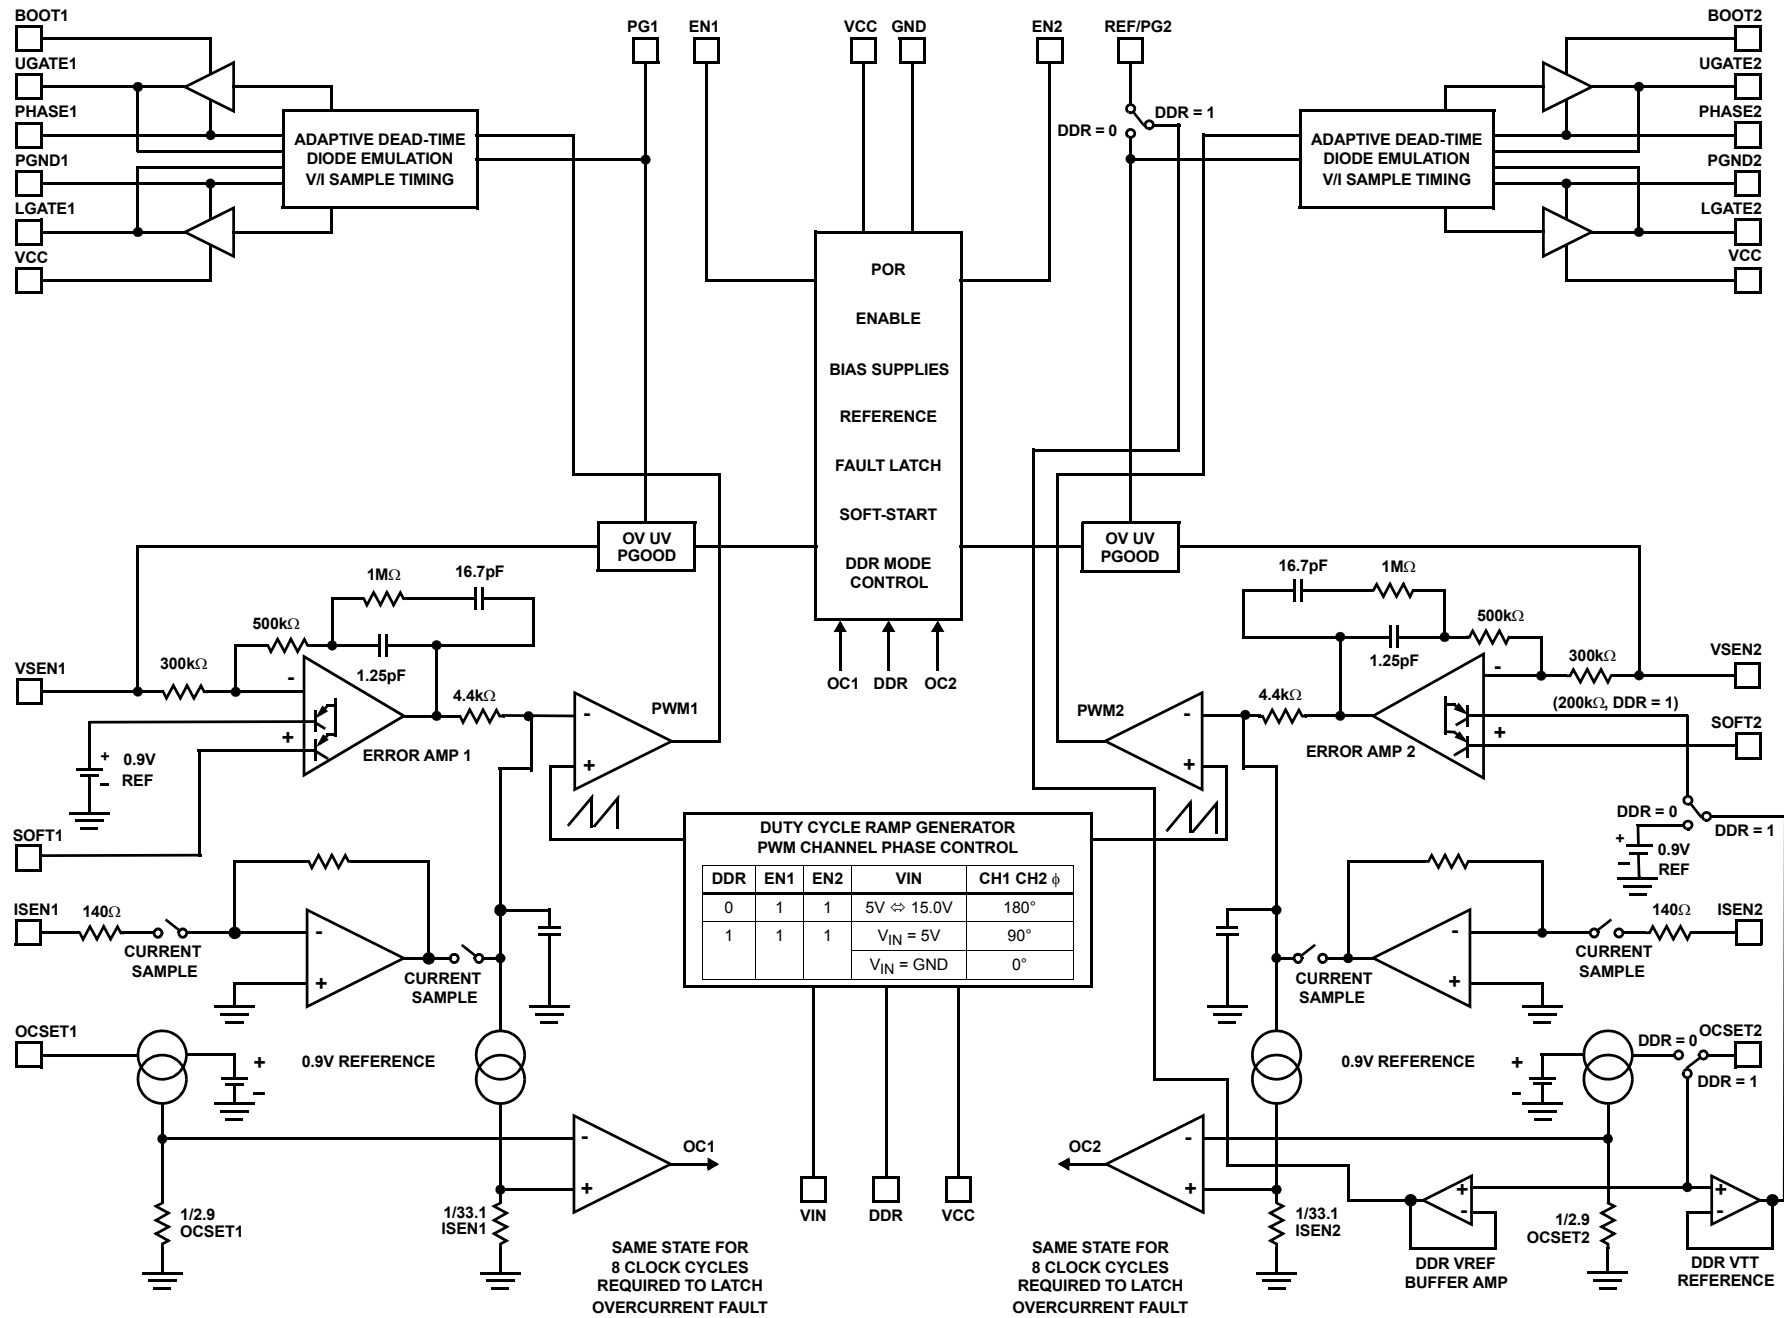 BOOT1
UGATE1
PHASE1
PGND1
LGATE1
VCC
ADAPTIVE DEAD-TIME
DIODE EMULATION
V/I SAMPLE TIMING
PG1
EN1
VCC
GND
EN2
REF/PG2
DDR = 1
DDR = 0
BOOT2
UGATE2
PHASE2
PGND2
LGATE2
VCC
ADAPTIVE DEAD-TIME
DIODE EMULATION
V/I SAMPLE TIMING
POR
ENABLE
BIAS SUPPLIES
REFERENCE
FAULT LATCH
SOFT-START
DDR MODE
CONTROL
OC1
DDR
OC2
OV UV
PGOOD
OV UV
PGOOD
1MΩ
16.7pF
500kΩ
1.25pF
VSEN1
300kΩ
-
+
4.4kΩ
ERROR AMP 1
+
-
0.9V
REF
SOFT1
-
+
PWM1
16.7pF
1MΩ
500kΩ
1.25pF
VSEN2
300kΩ
(200kΩ, DDR = 1)
-
+
4.4kΩ
ERROR AMP 2
SOFT2
PWM2
-
+
DDR = 0
DDR = 1
+
-
0.9V
REF
DUTY CYCLE RAMP GENERATOR
PWM CHANNEL PHASE CONTROL
DDR EN1 EN2 VIN CH1 CH2 ϕ
0 1 1 5V ⇔ 15.0V 180°
1 1 1 VIN = 5V 90°
VIN = GND 0°
VIN
DDR
VCC
ISEN1
140Ω
CURRENT
SAMPLE
-
+
CURRENT
SAMPLE
OCSET1
+
-
0.9V REFERENCE
-
+
OC1
1/2.9
OCSET1
1/33.1
ISEN1
SAME STATE FOR
8 CLOCK CYCLES
REQUIRED TO LATCH
OVERCURRENT FAULT
ISEN2
140Ω
CURRENT
SAMPLE
-
+
CURRENT
SAMPLE
OCSET2
DDR = 0
DDR = 1
+
-
0.9V REFERENCE
-
+
OC2
1/33.1
ISEN2
1/2.9
OCSET2
SAME STATE FOR
8 CLOCK CYCLES
REQUIRED TO LATCH
OVERCURRENT FAULT
+
-
DDR VREF
BUFFER AMP
+
-
DDR VTT
REFERENCE